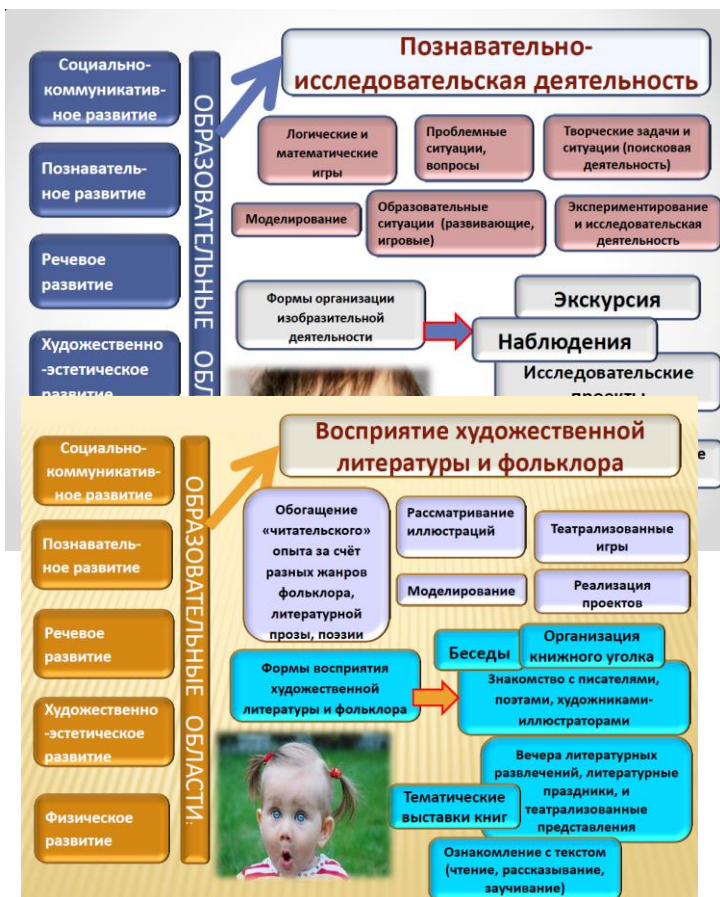 Социально-
коммуникатив-
ное развитие
Познаватель-
ное развитие
Речевое
развитие
Художественно
-эстетическое
развитие
ОБРАЗОВАТЕЛЬНЫЕ
Познавательно-
исследовательская деятельность
Логические и
математические
игры
Проблемные
ситуации,
вопросы
Творческие задачи и
ситуации (поисковая
деятельность)
Моделирование
Образовательные
ситуации (развивающие,
игровые)
Экспериментирование
и исследовательская
деятельность
Формы организации
изобразительной
деятельности
Экскурсия
Наблюдения
Исследовательские
проекты
Социально-
коммуникатив-
ное развитие
Познаватель-
ное развитие
Речевое
развитие
Художественно
-эстетическое
развитие
Физическое
развитие
ОБРАЗОВАТЕЛЬНЫЕ ОБЛАСТИ:
Восприятие художественной
литературы и фольклора
Обогащение
«читательского»
опыта за счёт
разных жанров
фольклора,
литературной
прозы, поэзии
Рассматривание
иллюстраций
Театрализованные
игры
Моделирование
Реализация
проектов
Формы восприятия
художественной
литературы и фольклора
Беседы
Организация
книжного уголка
Знакомство с писателями,
поэтами, художниками-
иллюстраторами
Вечера литературных
развлечений, литературные
праздники, и
театрализованные
представления
Тематические
выставки книг
Ознакомление с текстом
(чтение, рассказывание,
заучивание)